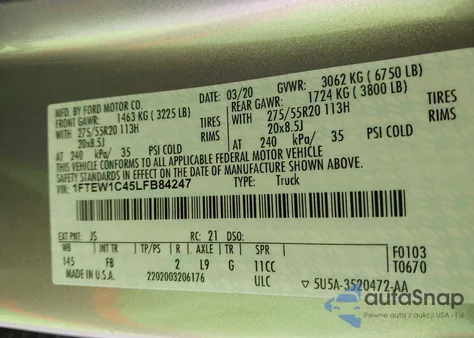 MFD. BY FORD MOTOR CO.
DATE: 03/20 GVWR: 3062 KG ( 6750 LB)
FRONT GAWR: 1463 KG ( 3225 LB) REAR GAWR: 1724 KG ( 3800 LB)
WITH 275/55R20 113H TIRES WITH 275/55R20 113H TIRES
20x8.5J RIMS 20x8.5J RIMS
AT 240 kPa/ 35 PSI COLD AT 240 kPa/ 35 PSI COLD
THIS VEHICLE CONFORMS TO ALL APPLICABLE FEDERAL MOTOR VEHICLE
SAFETY STANDARDS IN EFFECT ON THE DATE OF MANUFACTURE SHOWN ABOVE.
VIN: 1FTEW1C45LFB84247 TYPE: Truck
EXT PNT: JS RC: 21 DSO: F0103
WB INT TR TP/PS R AXLE TR SPR T0670
145 FB 2 L9 G 11CC
MADE IN U.S.A. 2202003206176 ULC ▽ 5U5A-3520472-AA
autaSnap
Pewne auta z aukcji USA i EU